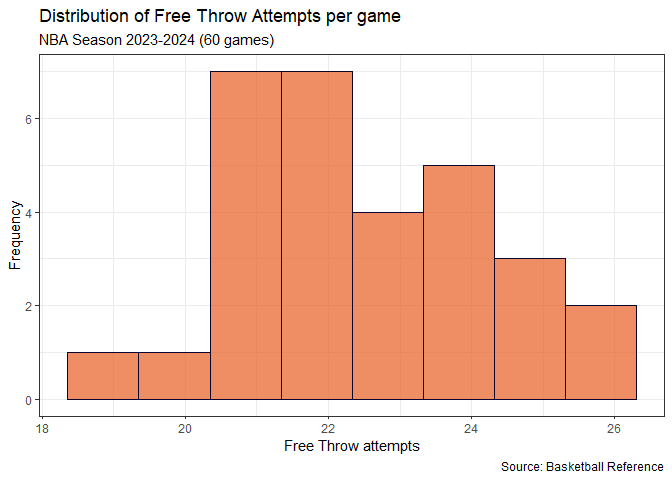 Distribution of Free Throw Attempts per game
NBA Season 2023-2024 (60 games)
Frequency
6
4
2
0
18 20 22 24 26
Free Throw attempts
Source: Basketball Reference